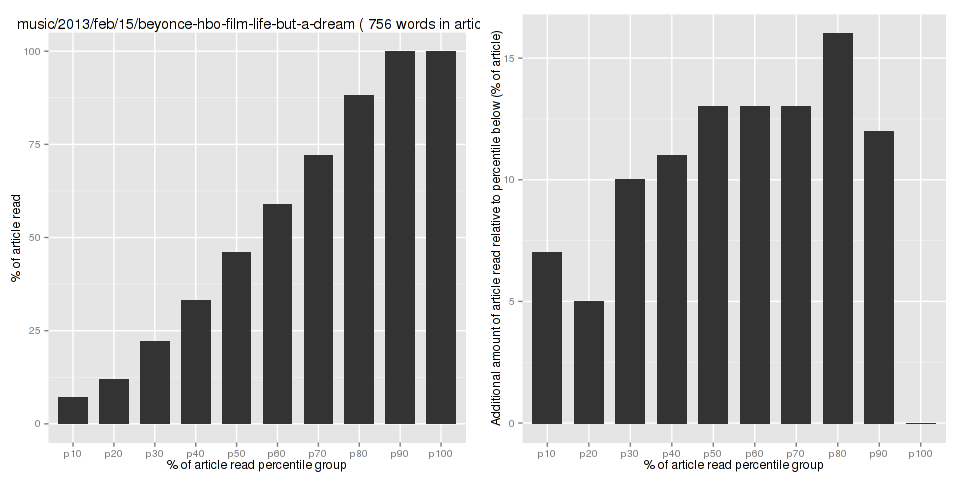 music/2013/feb/15/beyonce-hbo-film-life-but-a-dream ( 756 words in artic
% of article read
100
75
50
25
0
p10 p20 p30 p40 p50 p60 p70 p80 p90 p100
% of article read percentile group
Additional amount of article read relative to percentile below (% of article)
15
10
5
0
p10 p20 p30 p40 p50 p60 p70 p80 p90 p100
% of article read percentile group